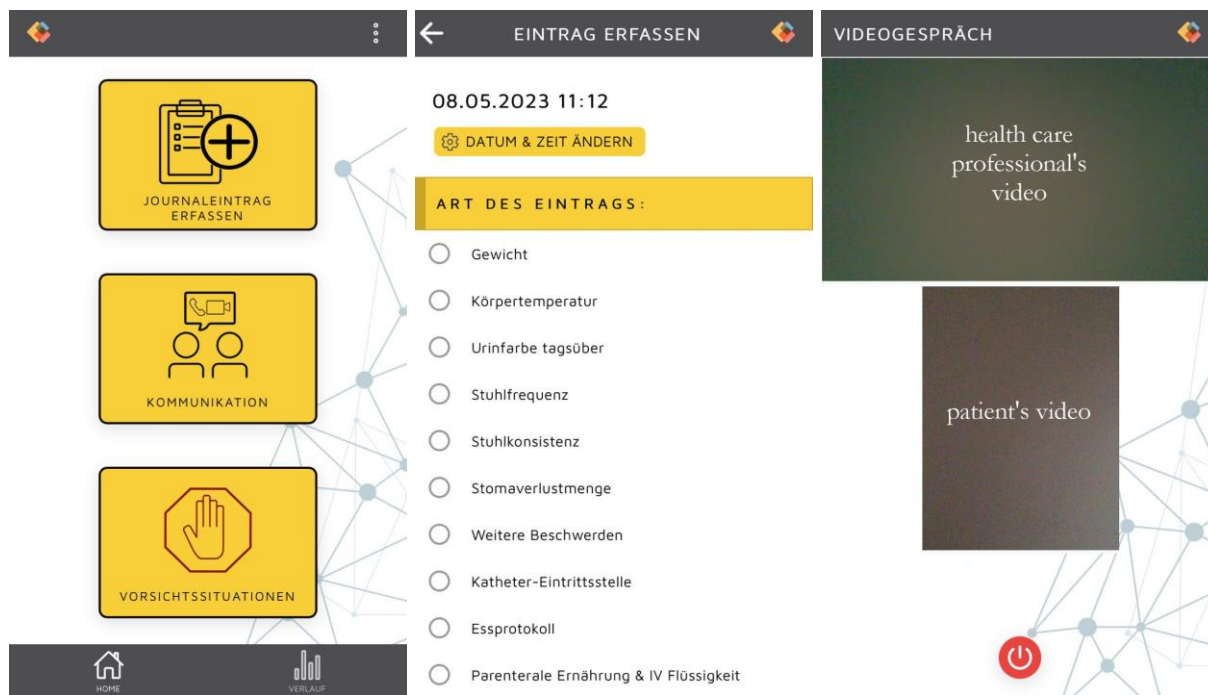 JOURNALEINTRAG
ERFASSEN
KOMMUNIKATION
VORSICHTSSITUATIONEN
HOME
VERLAUF
EINTRAG ERFASSEN
08.05.2023 11:12
DATUM & ZEIT ÄNDERN
ART DES EINTRAGS:
Gewicht
Körpertemperatur
Urinfarbe tagsüber
Stuhlfrequenz
Stuhlkonsistenz
Stomaverlustmenge
Weitere Beschwerden
Katheter-Eintrittsstelle
Essprotokoll
Parenterale Ernährung & IV Flüssigkeit
VIDEOGESPRÄCH
health care
professional's
video
patient's video